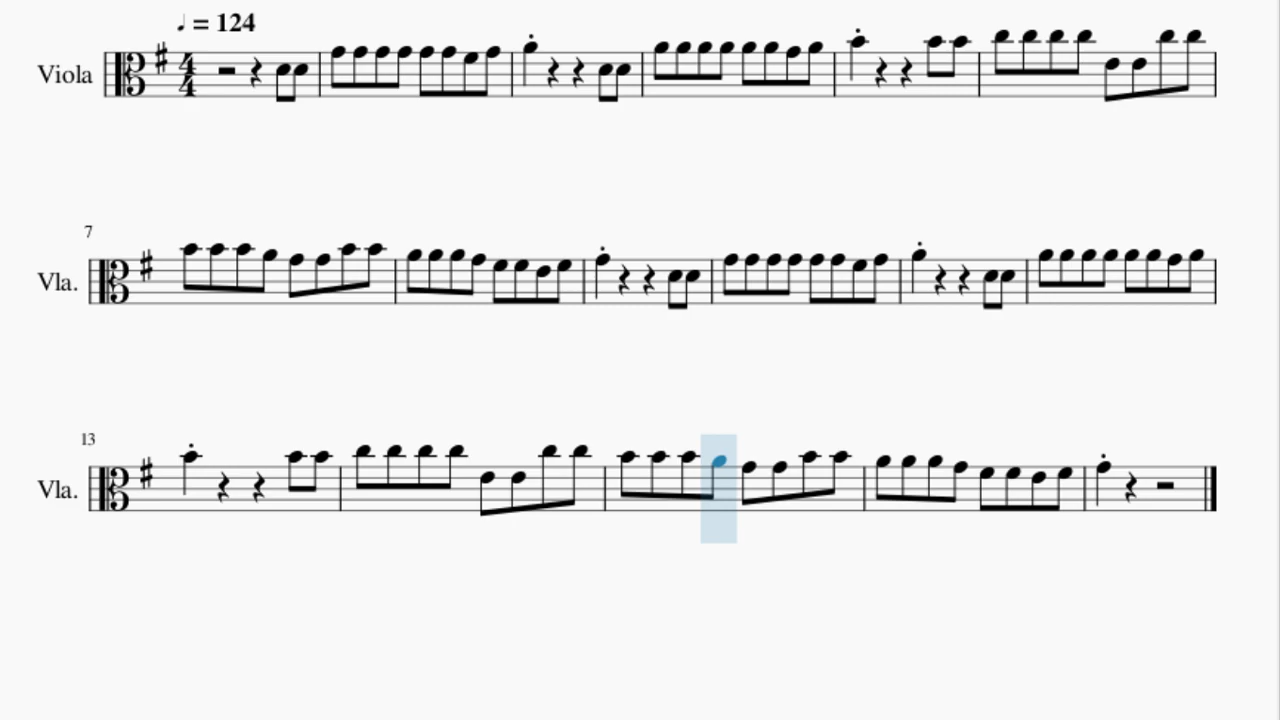 ♩ = 124
Viola
4
4
7
Vla.
13
Vla.